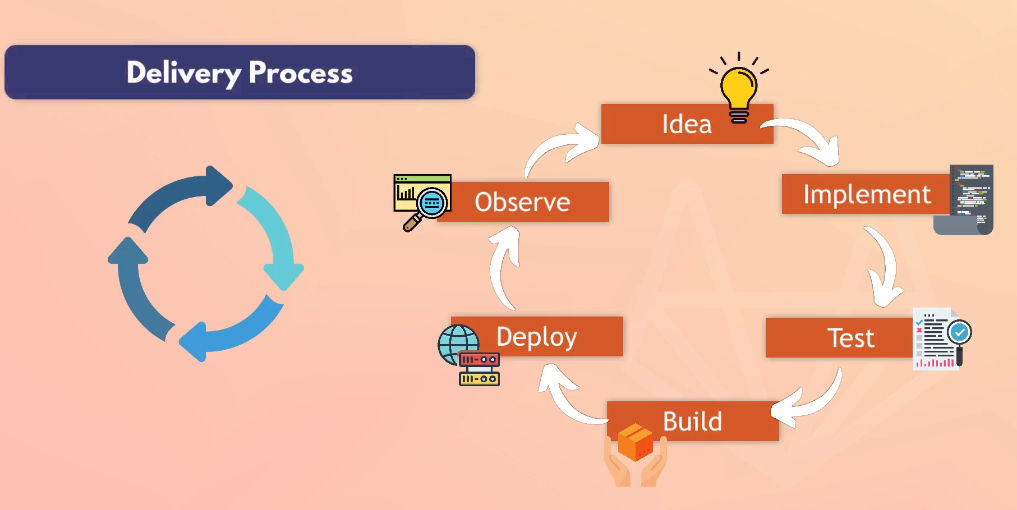 Delivery Process
Idea
Implement
Test
Build
Deploy
Observe